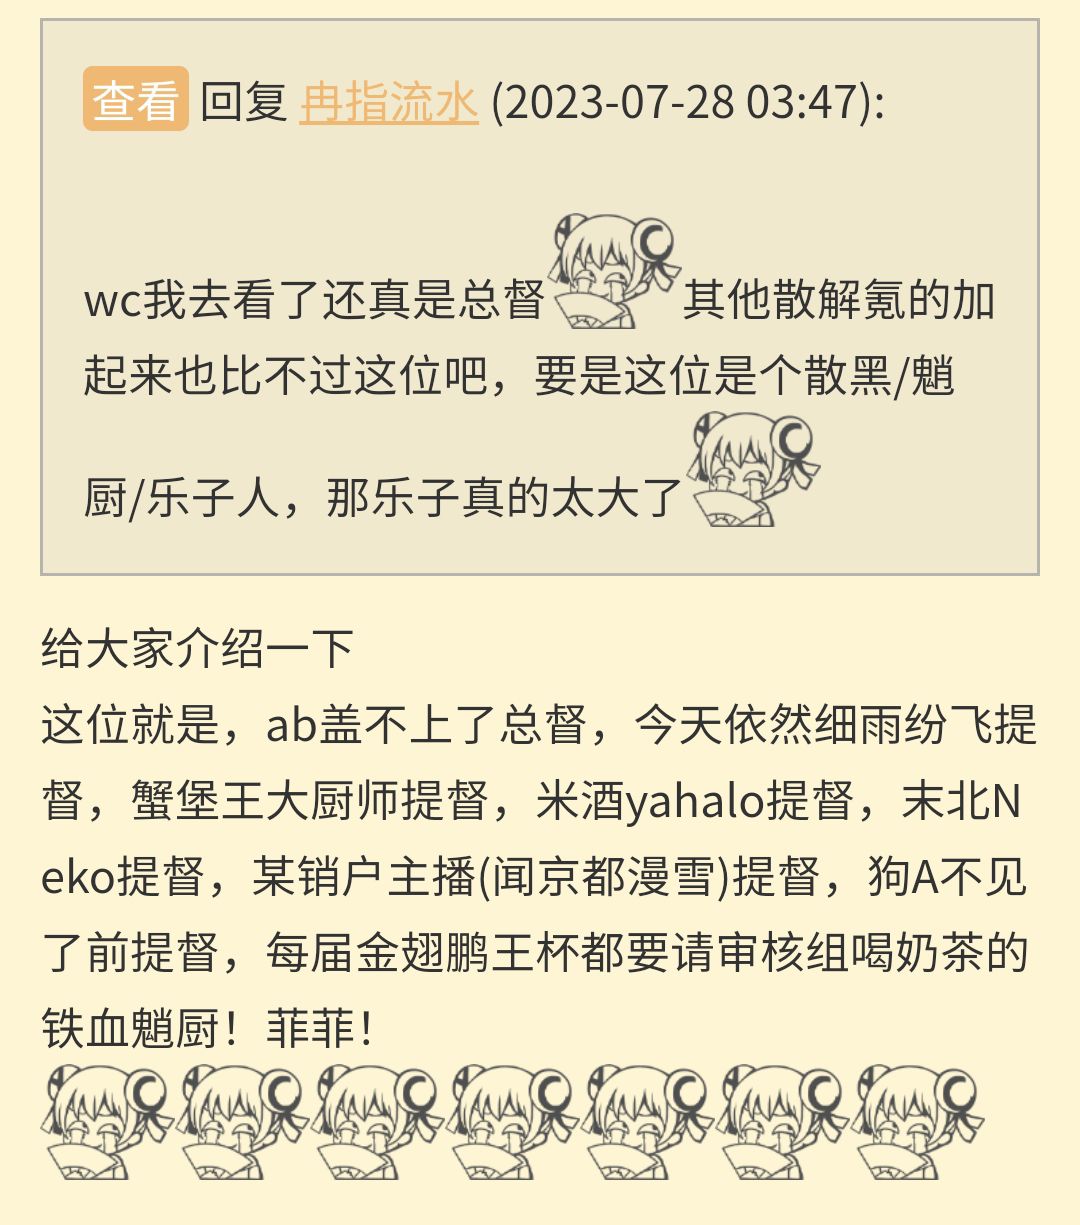 查看 回复 冉指流水 (2023-07-28 03:47):
wc我去看了还真是总督其他散解氪的加
起来也比不过这位吧，要是这位是个散黑/魈
厨/乐子人，那乐子真的太大了
给大家介绍一下
这位就是，ab盖不上了总督，今天依然细雨纷飞提
督，蟹堡王大厨师提督，米酒yahalo提督，末北N
eko提督，某销户主播(闻京都漫雪)提督，狗A不见
了前提督，每届金翅鹏王杯都要请审核组喝奶茶的
铁血魈厨！菲菲！